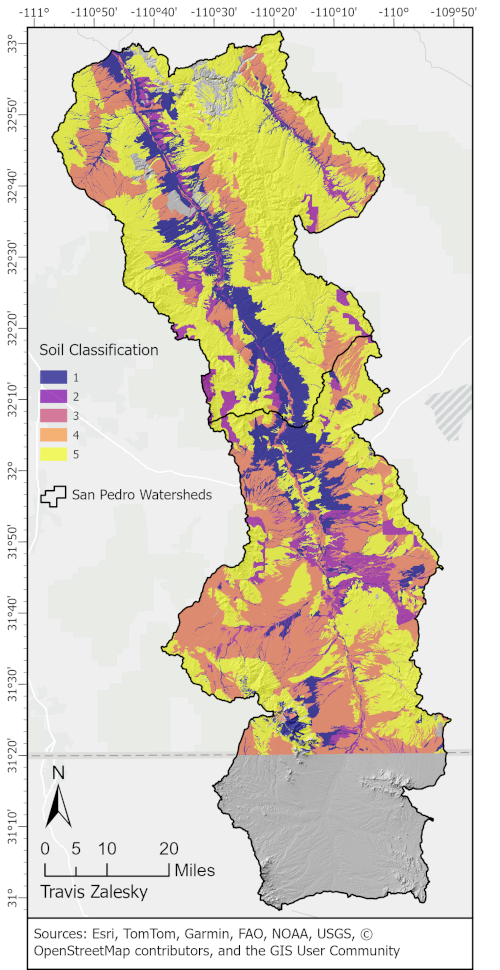 -111° -110°50' -110°40' -110°30' -110°20' -110°10' -110° -109°50'
33°
32°50'
32°40'
32°30'
32°20'
32°10'
32°
31°50'
31°40'
31°30'
31°20'
31°10'
31°
Soil Classification
1
2
3
4
5
San Pedro Watersheds
N
0 5 10 20
Miles
Travis Zalesky
Sources: Esri, TomTom, Garmin, FAO, NOAA, USGS, ©
OpenStreetMap contributors, and the GIS User Community